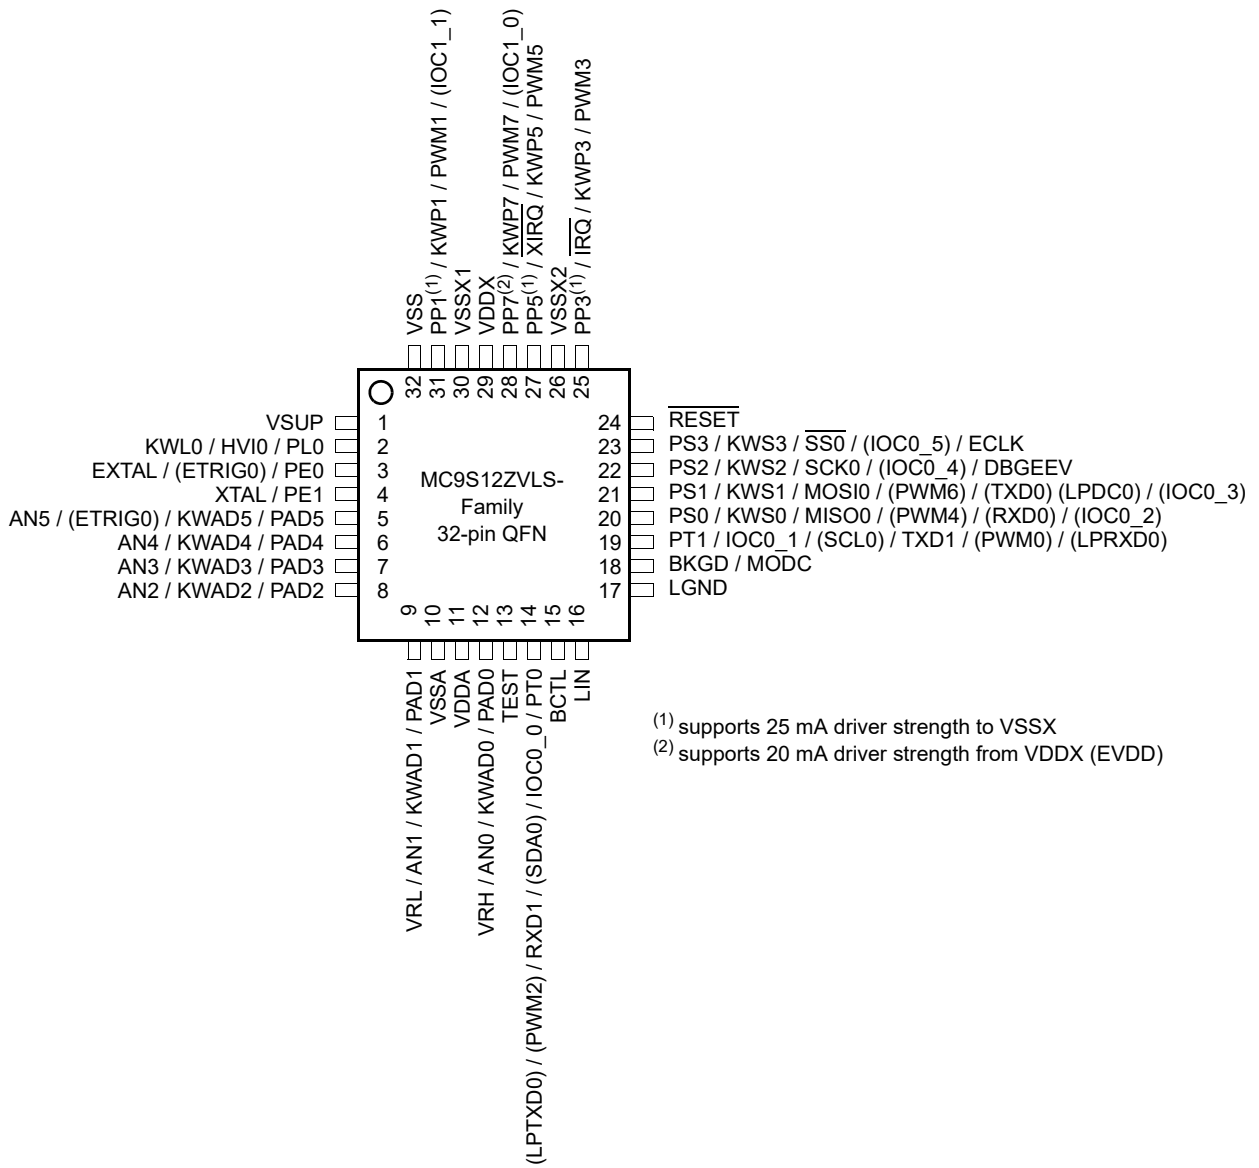 VSS
PP1(1) / KWP1 / PWM1 / (IOC1_1)
VSSX1
VDDX
PP7(2) / KWP7 / PWM7 / (IOC1_0)
PP5(1) / XIRQ / KWP5 / PWM5
VSSX2
PP3(1) / IRQ / KWP3 / PWM3
32
31
30
29
28
27
26
25
VSUP 1
KWL0 / HVI0 / PL0 2
EXTAL / (ETRIG0) / PE0 3
XTAL / PE1 4
AN5 / (ETRIG0) / KWAD5 / PAD5 5
AN4 / KWAD4 / PAD4 6
AN3 / KWAD3 / PAD3 7
AN2 / KWAD2 / PAD2 8
MC9S12ZVLS-
Family
32-pin QFN
24 RESET
23 PS3 / KWS3 / SS0 / (IOC0_5) / ECLK
22 PS2 / KWS2 / SCK0 / (IOC0_4) / DBGEEV
21 PS1 / KWS1 / MOSI0 / (PWM6) / (TXD0) (LPDC0) / (IOC0_3)
20 PS0 / KWS0 / MISO0 / (PWM4) / (RXD0) / (IOC0_2)
19 PT1 / IOC0_1 / (SCL0) / TXD1 / (PWM0) / (LPRXD0)
18 BKGD / MODC
17 LGND
9
10
11
12
13
14
15
16
VRL / AN1 / KWAD1 / PAD1
VSSA
VDDA
VRH / AN0 / KWAD0 / PAD0
TEST
(LPTXD0) / (PWM2) / RXD1 / (SDA0) / IOC0_0 / PT0
BCTL
LIN
(1) supports 25 mA driver strength to VSSX
(2) supports 20 mA driver strength from VDDX (EVDD)